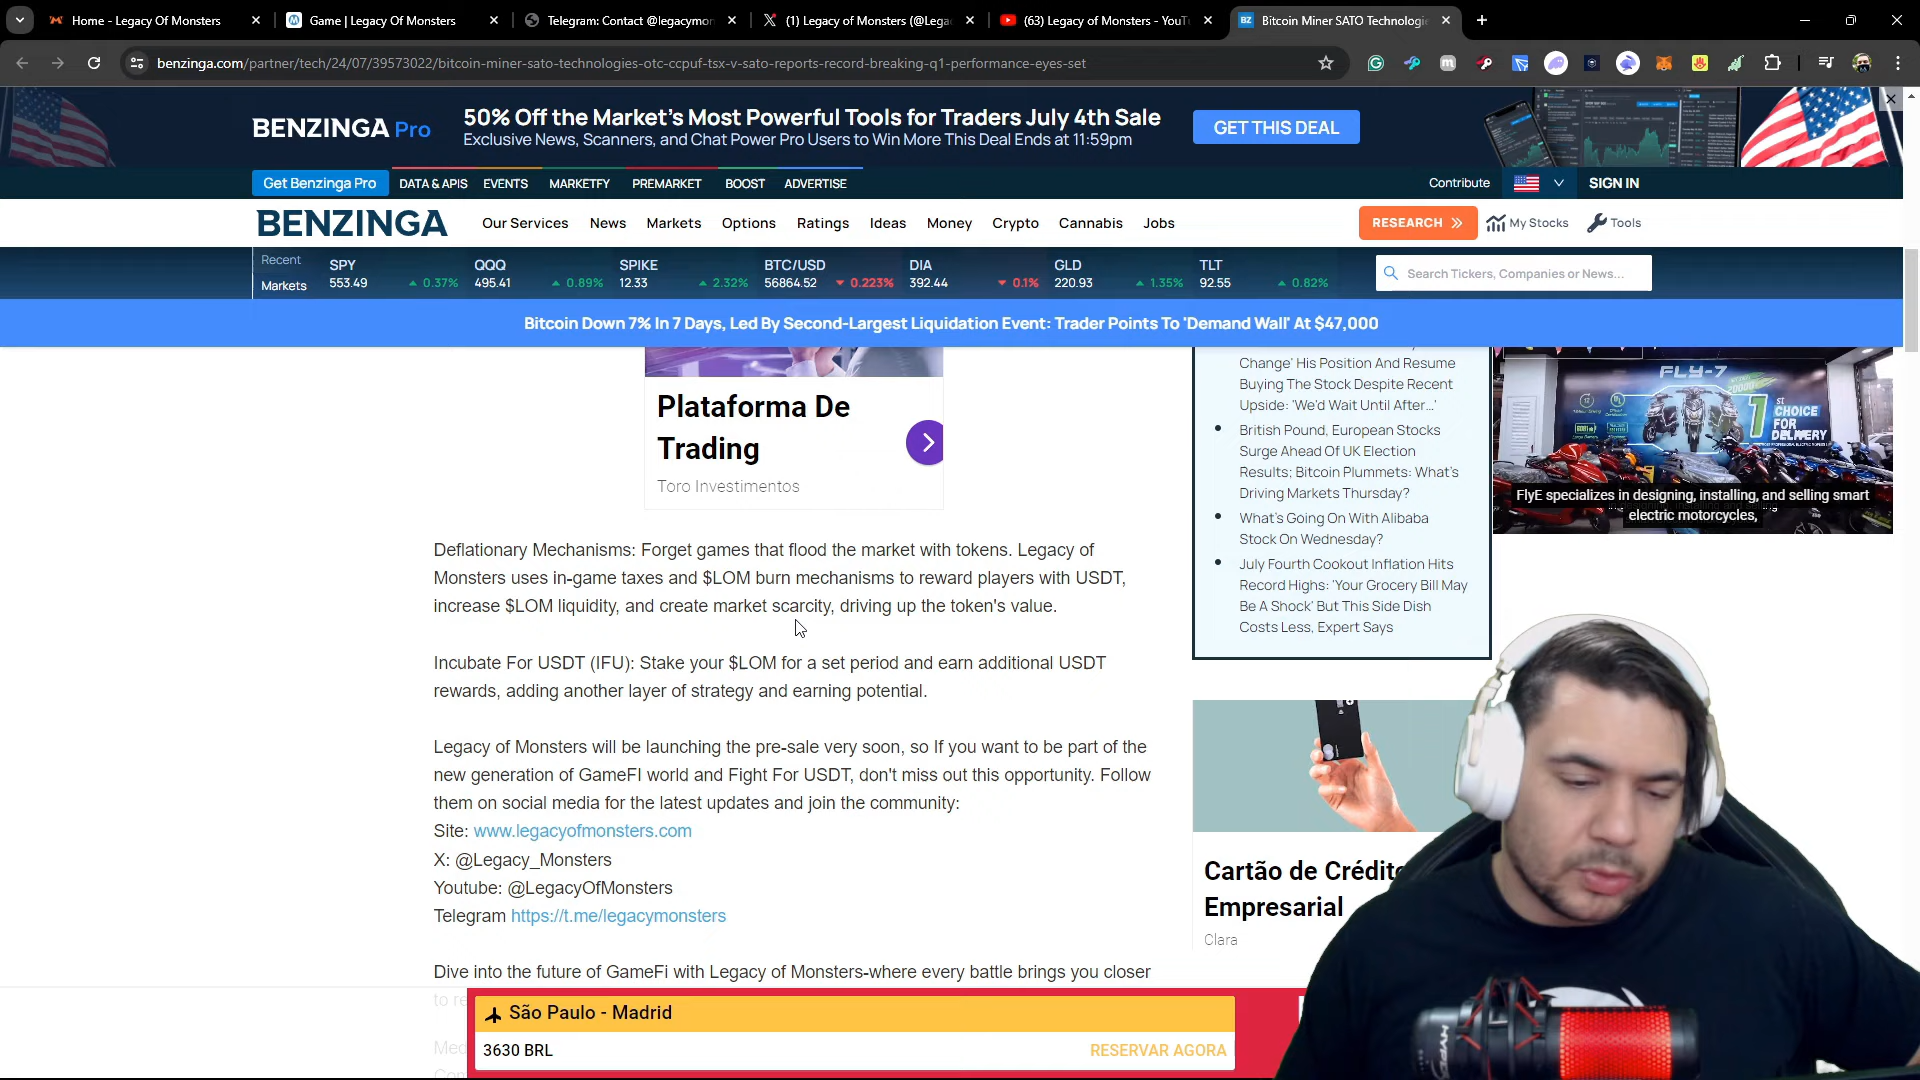 Home - Legacy Of Monsters
Game | Legacy Of Monsters
Telegram: Contact @legacymon
(1) Legacy of Monsters (@Lega
(63) Legacy of Monsters - YouTu
Bitcoin Miner SATO Technologie
benzinga.com/partner/tech/24/07/39573022/bitcoin-miner-sato-technologies-otc-ccpuf-tsx-v-sato-reports-record-breaking-q1-performance-eyes-set
BENZINGA Pro
50% Off the Market's Most Powerful Tools for Traders July 4th Sale
Exclusive News, Scanners, and Chat Power Pro Users to Win More This Deal Ends at 11:59pm
GET THIS DEAL
Get Benzinga Pro
DATA & APIS EVENTS MARKETFY PREMARKET BOOST ADVERTISE
Contribute
SIGN IN
BENZINGA
Our Services News Markets Options Ratings Ideas Money Crypto Cannabis Jobs
RESEARCH
My Stocks
Tools
Recent
Markets
SPY
553.49 0.37%
QQQ
495.41 0.89%
SPIKE
12.33 2.32%
BTC/USD
56864.52 0.223%
DIA
392.44 0.1%
GLD
220.93 1.35%
TLT
92.55 0.82%
Search Tickers, Companies or News...
Bitcoin Down 7% In 7 Days, Led By Second-Largest Liquidation Event: Trader Points To 'Demand Wall' At $47,000
Plataforma De
Trading
Toro Investimentos
Deflationary Mechanisms: Forget games that flood the market with tokens. Legacy of
Monsters uses in-game taxes and $LOM burn mechanisms to reward players with USDT,
increase $LOM liquidity, and create market scarcity, driving up the token's value.
Incubate For USDT (IFU): Stake your $LOM for a set period and earn additional USDT
rewards, adding another layer of strategy and earning potential.
Legacy of Monsters will be launching the pre-sale very soon, so If you want to be part of the
new generation of GameFI world and Fight For USDT, don't miss out this opportunity. Follow
them on social media for the latest updates and join the community:
Site: www.legacyofmonsters.com
X: @Legacy_Monsters
Youtube: @LegacyOfMonsters
Telegram https://t.me/legacymonsters
Dive into the future of GameFi with Legacy of Monsters-where every battle brings you closer
to re
Med
Con
Change' His Position And Resume
Buying The Stock Despite Recent
Upside: 'We'd Wait Until After...'
British Pound, European Stocks
Surge Ahead Of UK Election
Results; Bitcoin Plummets: What's
Driving Markets Thursday?
What's Going On With Alibaba
Stock On Wednesday?
July Fourth Cookout Inflation Hits
Record Highs: 'Your Grocery Bill May
Be A Shock' But This Side Dish
Costs Less, Expert Says
FLY-7
1 ST
CHOICE
FOR
DELIVERY
FlyE specializes in designing, installing, and selling smart
electric motorcycles,
Cartão de Crédito
Empresarial
Clara
São Paulo - Madrid
3630 BRL
RESERVAR AGORA
HYPER